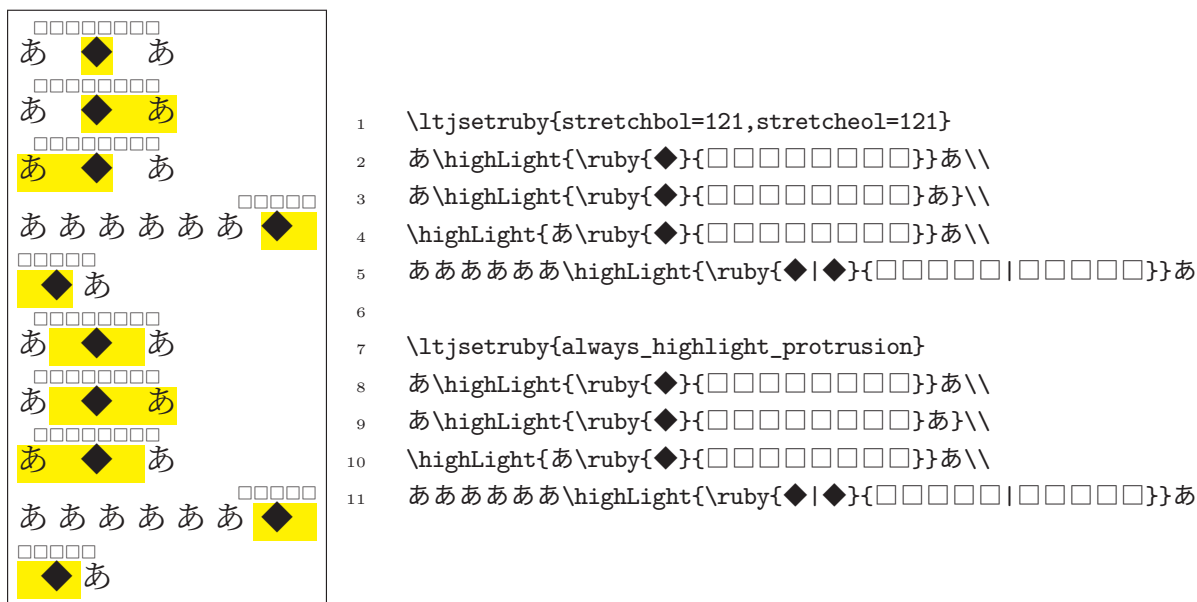 □□□□□□□□
あ ◆ あ
□□□□□□□□
あ ◆ あ
□□□□□□□□
あ ◆ あ
□□□□□
ああああああ ◆
□□□□□
◆ あ
□□□□□□□□
あ ◆ あ
□□□□□□□□
あ ◆ あ
□□□□□□□□
あ ◆ あ
□□□□□
ああああああ ◆
□□□□□
◆ あ
1 \ltjsetruby{stretchbol=121,stretcheol=121}
2 あ\highLight{\ruby{◆}{□□□□□□□□}}あ\\
3 あ\highLight{\ruby{◆}{□□□□□□□□}あ}\\
4 \highLight{あ\ruby{◆}{□□□□□□□□}}あ\\
5 ああああああ\highLight{\ruby{◆|◆}{□□□□□|□□□□□}}あ
6
7 \ltjsetruby{always_highlight_protrusion}
8 あ\highLight{\ruby{◆}{□□□□□□□□}}あ\\
9 あ\highLight{\ruby{◆}{□□□□□□□□}あ}\\
10 \highLight{あ\ruby{◆}{□□□□□□□□}}あ\\
11 ああああああ\highLight{\ruby{◆|◆}{□□□□□|□□□□□}}あ